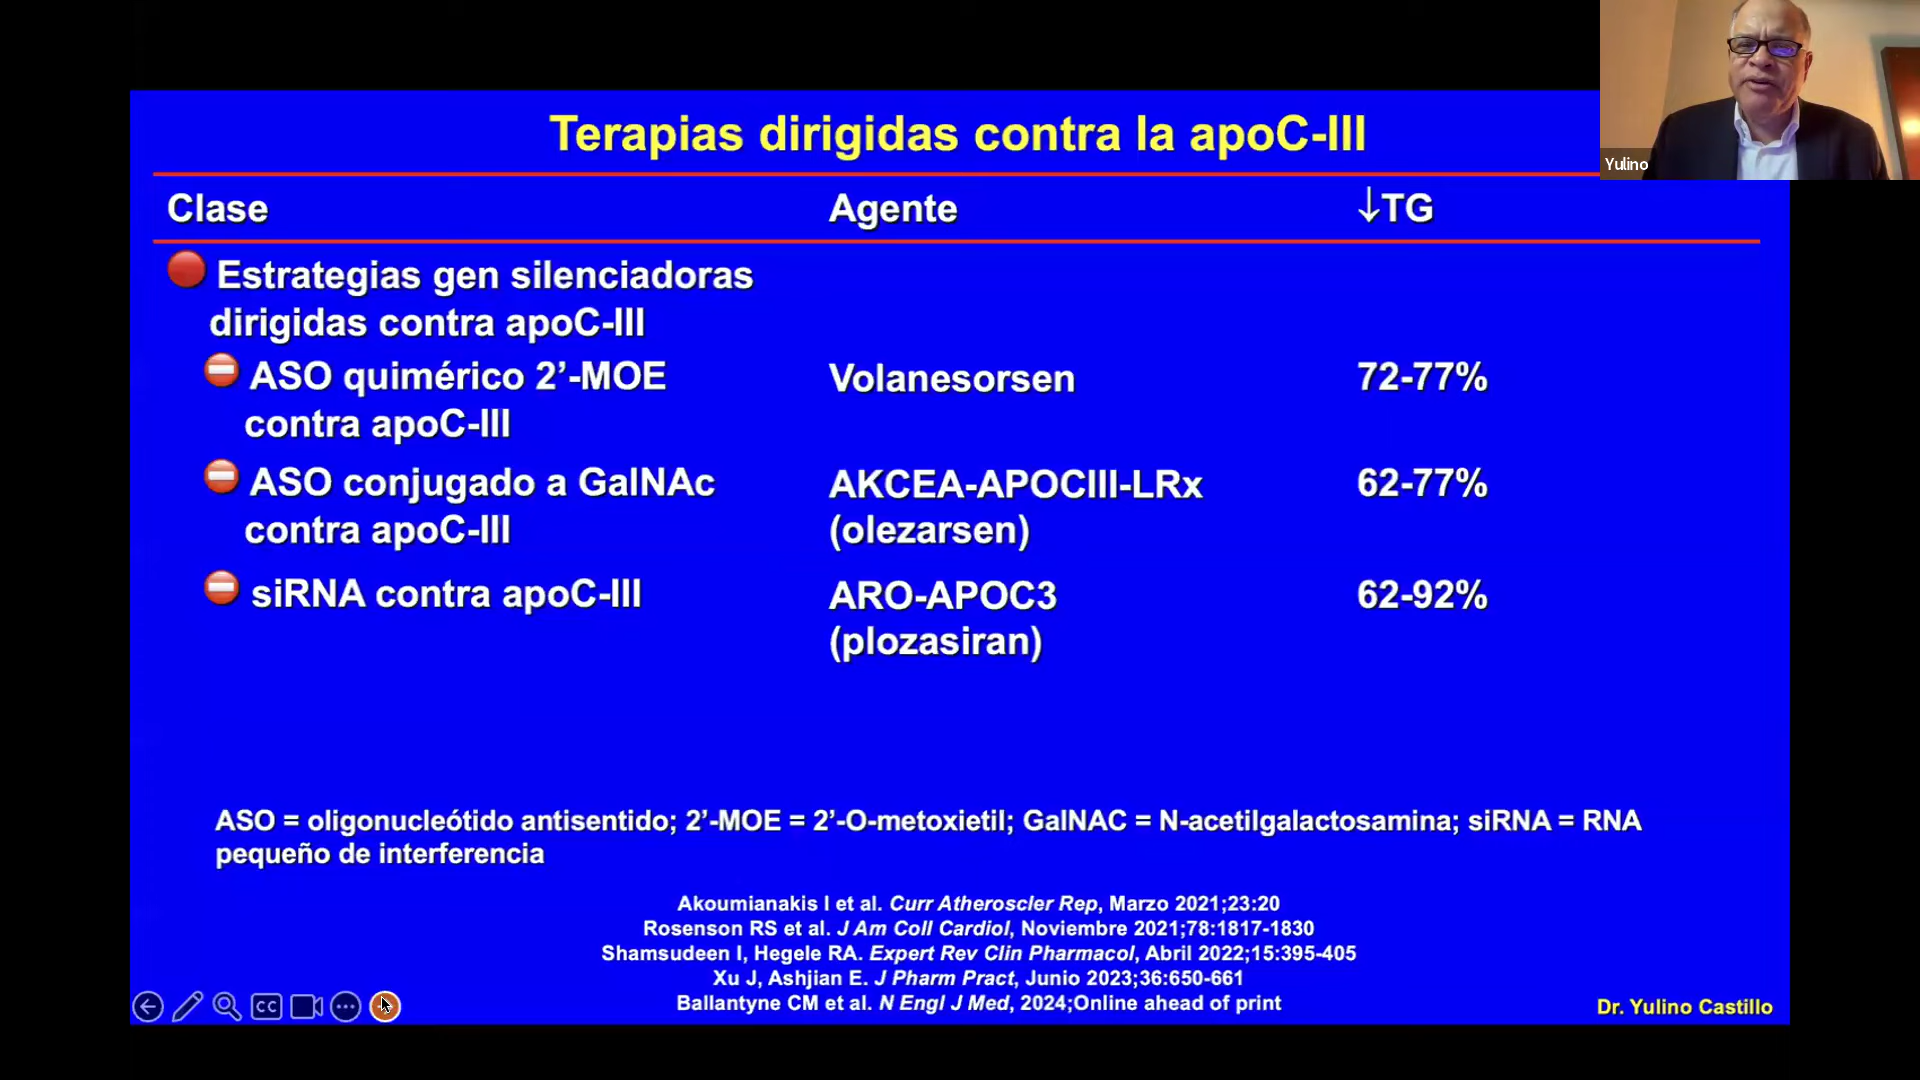 Terapias dirigidas contra la apoC-III
Yulino
Clase Agente ↓TG
Estrategias gen silenciadoras
dirigidas contra apoC-III
ASO quimérico 2’-MOE Volanesorsen 72-77%
contra apoC-III
ASO conjugado a GalNAc AKCEA-APOCIII-LRx 62-77%
contra apoC-III (olezarsen)
siRNA contra apoC-III ARO-APOC3 62-92%
(plozasiran)
ASO = oligonucleótido antisentido; 2’-MOE = 2’-O-metoxietil; GalNAC = N-acetilgalactosamina; siRNA = RNA
pequeño de interferencia
Akoumianakis I et al. Curr Atheroscler Rep, Marzo 2021;23:20
Rosenson RS et al. J Am Coll Cardiol, Noviembre 2021;78:1817-1830
Shamsudeen I, Hegele RA. Expert Rev Clin Pharmacol, Abril 2022;15:395-405
Xu J, Ashjian E. J Pharm Pract, Junio 2023;36:650-661
Ballantyne CM et al. N Engl J Med, 2024;Online ahead of print
CC
Dr. Yulino Castillo